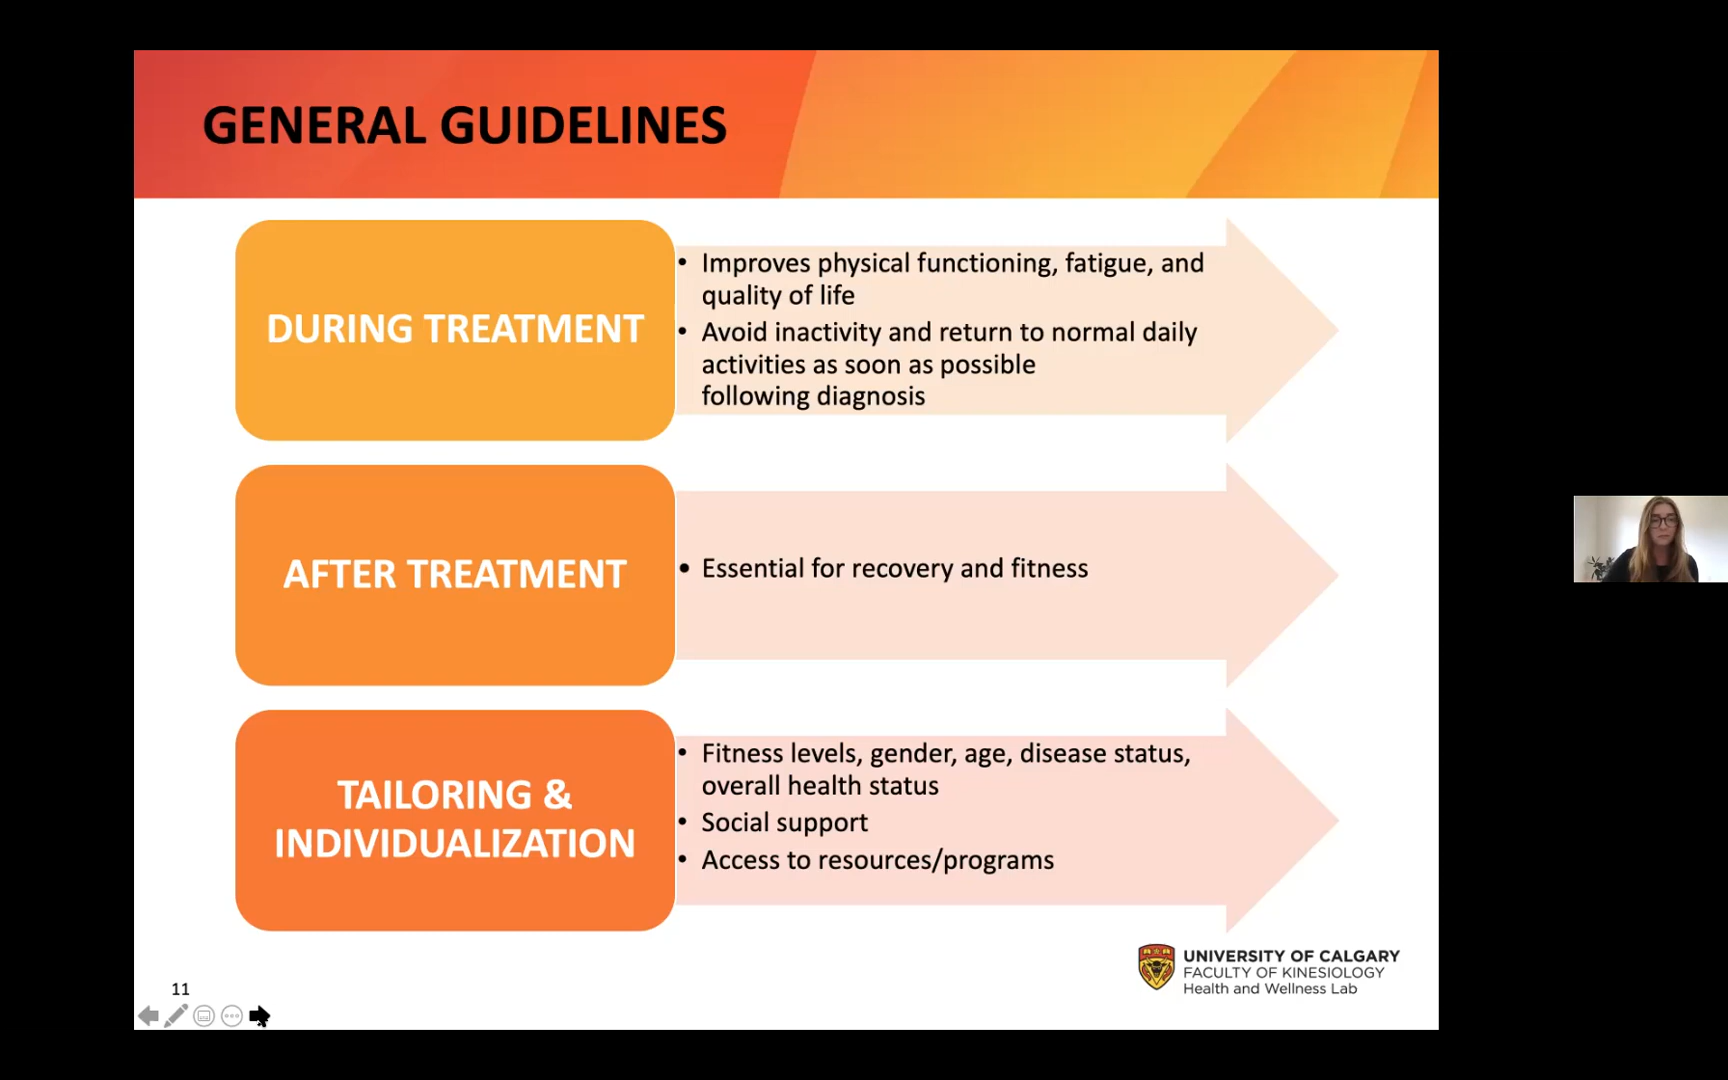 GENERAL GUIDELINES
DURING TREATMENT
• Improves physical functioning, fatigue, and
quality of life
• Avoid inactivity and return to normal daily
activities as soon as possible
following diagnosis
AFTER TREATMENT
• Essential for recovery and fitness
TAILORING &
INDIVIDUALIZATION
• Fitness levels, gender, age, disease status,
overall health status
• Social support
• Access to resources/programs
UNIVERSITY OF CALGARY
FACULTY OF KINESIOLOGY
Health and Wellness Lab
11